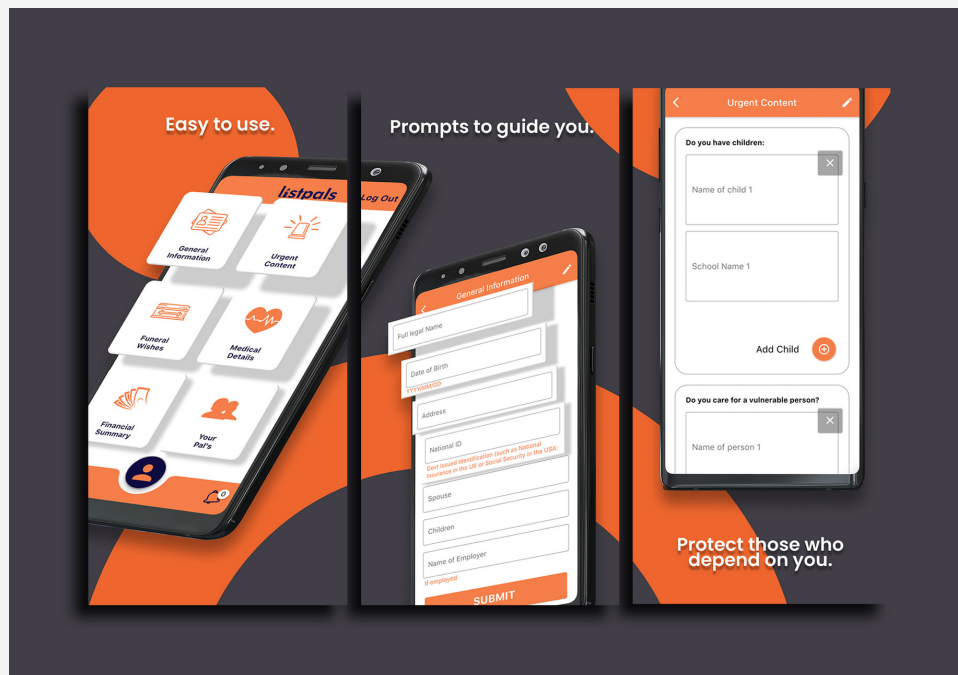 Easy to use.
listpals
Log Out
General
Information
Urgent
Content
Funeral
Wishes
Medical
Details
Financial
Summary
Your
Pal's
0
Prompts to guide you.
General Information
Full legal Name
Date of Birth
YYYY/MM/DD
Address
National ID
Govt Issued Identification (such as National
Insurance in the UK or Social Security in the USA:
Spouse
Children
Name of Employer
If employed
SUBMIT
Urgent Content
Do you have children:
Name of child 1
School Name 1
Add Child
Do you care for a vulnerable person?
Name of person 1
Protect those who
depend on you.